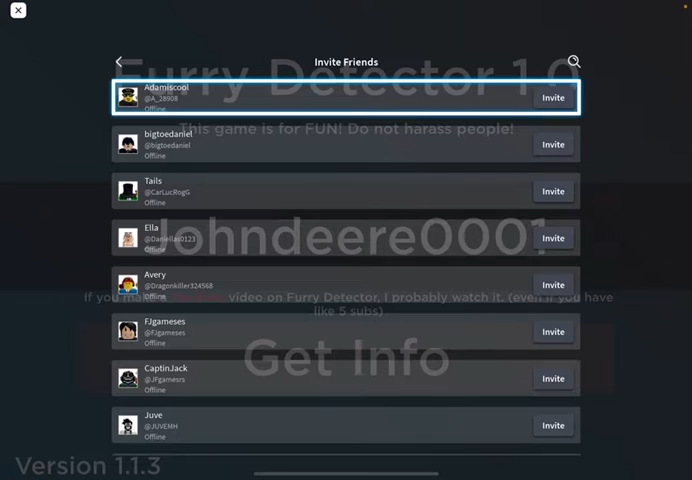 Invite Friends
Furry Detector 1.0
Adamiscool
@A_28908
Offline
Invite
This game is for FUN! Do not harass people!
bigtoedaniel
@bigtoedaniel
Offline
Invite
Tails
@CarLucRogG
Offline
Invite
Johndeere0001
Ella
@Daniellas0123
Offline
Invite
Avery
@Dragonkiller324568
Offline
Invite
If you make video on Furry Detector, I probably watch it. (even if you have
like 5 subs)
FJgameses
@FJgameses
Offline
Invite
Get Info
CaptinJack
@JFgamesrs
Offline
Invite
Juve
@JUVEMH
Offline
Invite
Version 1.1.3